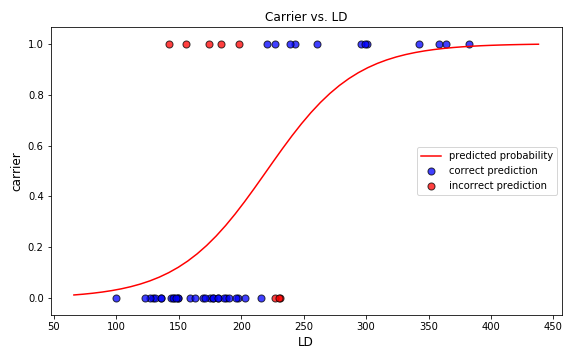 Carrier vs. LD
carrier
1.0
0.8
0.6
0.4
0.2
0.0
predicted probability
correct prediction
incorrect prediction
50 100 150 200 250 300 350 400 450
LD